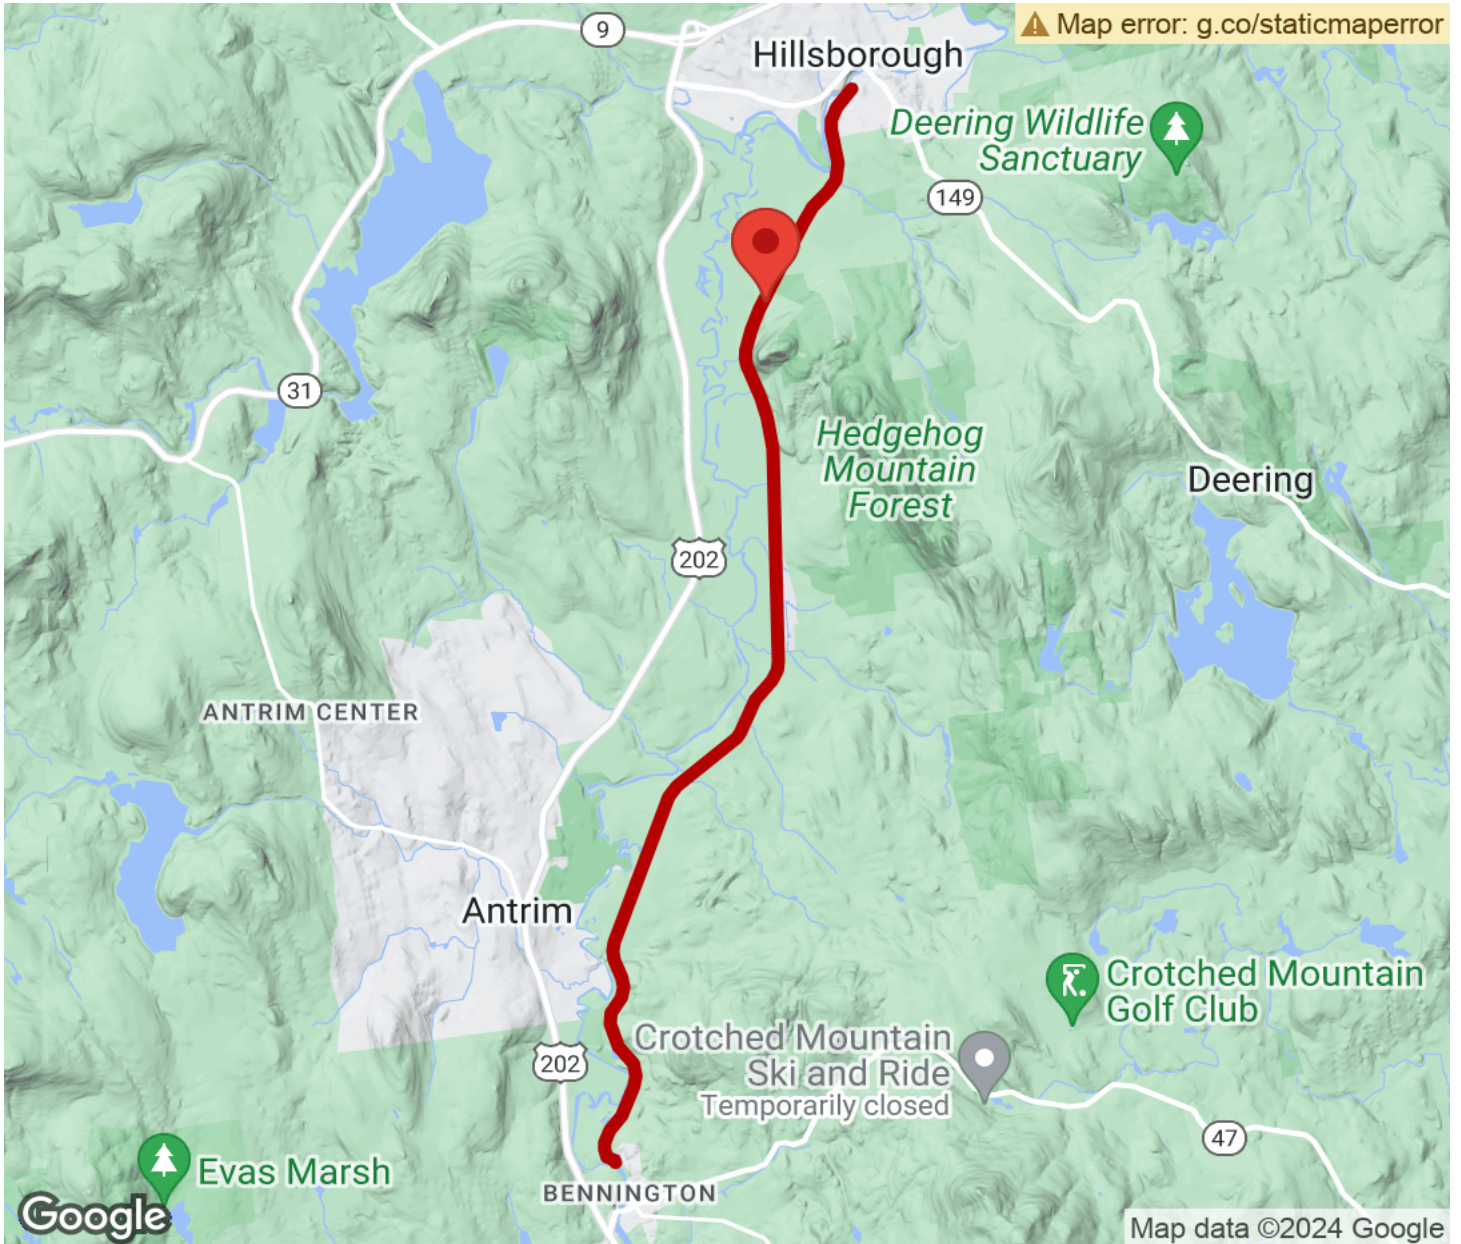 Map error: g.co/staticmaperror
9
Hillsborough
Deering Wildlife
Sanctuary
149
31
Hedgehog
Mountain
Forest
Deering
202
ANTRIM CENTER
Antrim
Crotched Mountain
Golf Club
Crotched Mountain
Ski and Ride
Temporarily closed
202
47
Evas Marsh
BENNINGTON
Google
Map data ©2024 Google